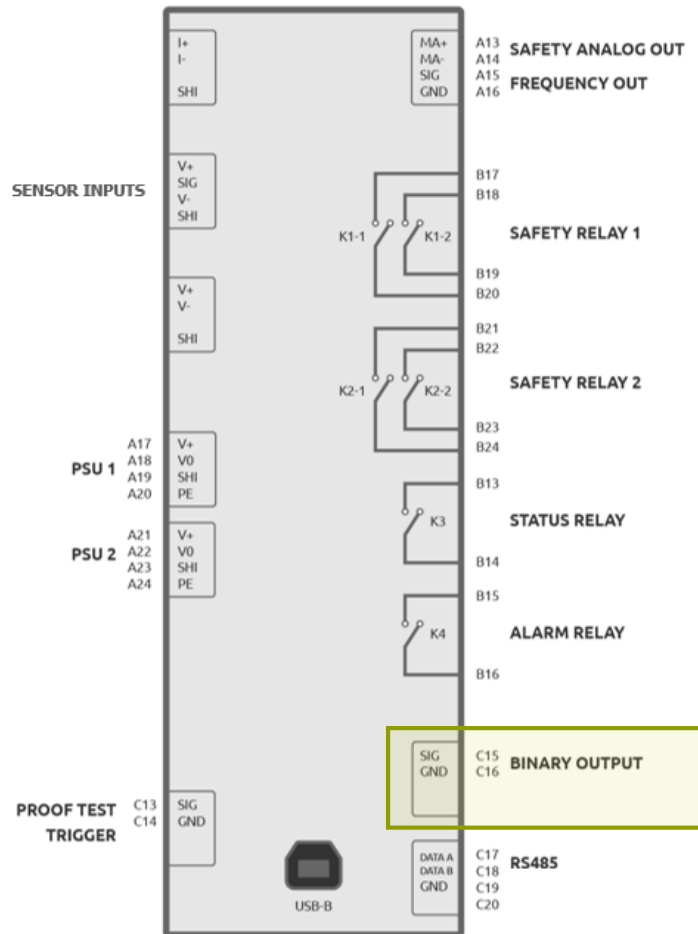 I+
I-
SHI
MA+ A13 SAFETY ANALOG OUT
MA- A14
SIG A15 FREQUENCY OUT
GND A16
SENSOR INPUTS
V+
SIG
V-
SHI
B17
B18
K1-1 K1-2 SAFETY RELAY 1
B19
B20
V+
V-
SHI
B21
B22
K2-1 K2-2 SAFETY RELAY 2
B23
B24
PSU 1
A17 V+
A18 V0
A19 SHI
A20 PE
B13
K3 STATUS RELAY
B14
PSU 2
A21 V+
A22 V0
A23 SHI
A24 PE
B15
K4 ALARM RELAY
B16
SIG C15 BINARY OUTPUT
GND C16
PROOF TEST
TRIGGER
C13 SIG
C14 GND
USB-B
DATA A C17 RS485
DATA B C18
GND C19
C20